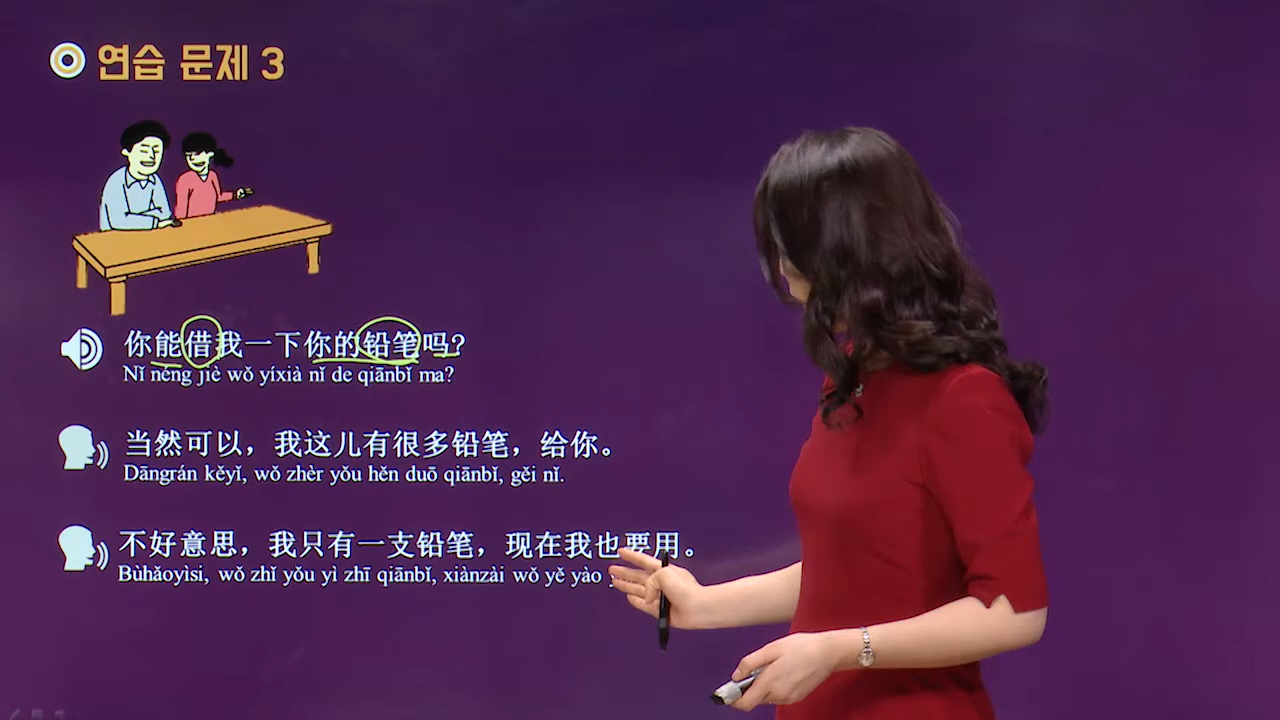 연습 문제 3
你能借我一下你的铅笔吗?
Nǐ néng jiè wǒ yíxià nǐ de qiānbǐ ma?
当然可以，我这儿有很多铅笔，给你。
Dāngrán kěyǐ, wǒ zhèr yǒu hěn duō qiānbǐ, gěi nǐ.
不好意思，我只有一支铅笔，现在我也要用。
Bùhǎoyìsi, wǒ zhǐ yǒu yì zhī qiānbǐ, xiànzài wǒ yě yào